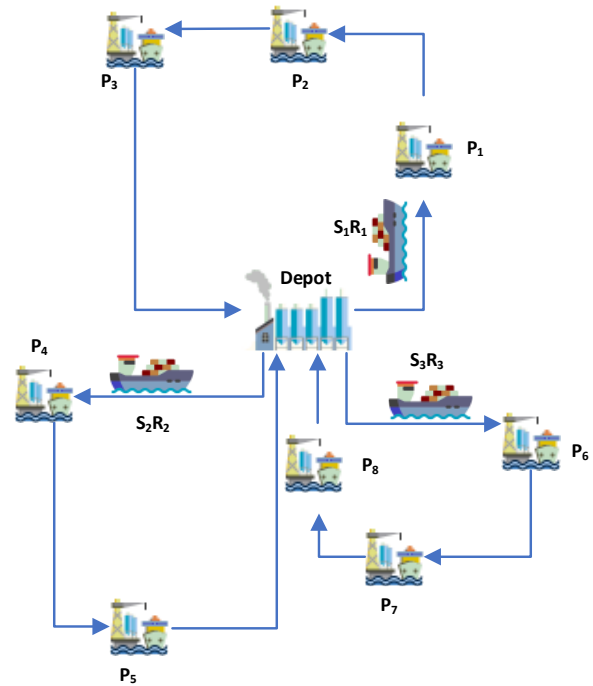 P₃
P₂
P₁
S₁R₁
Depot
P₄
S₃R₃
S₂R₂
P₈
P₆
P₇
P₅